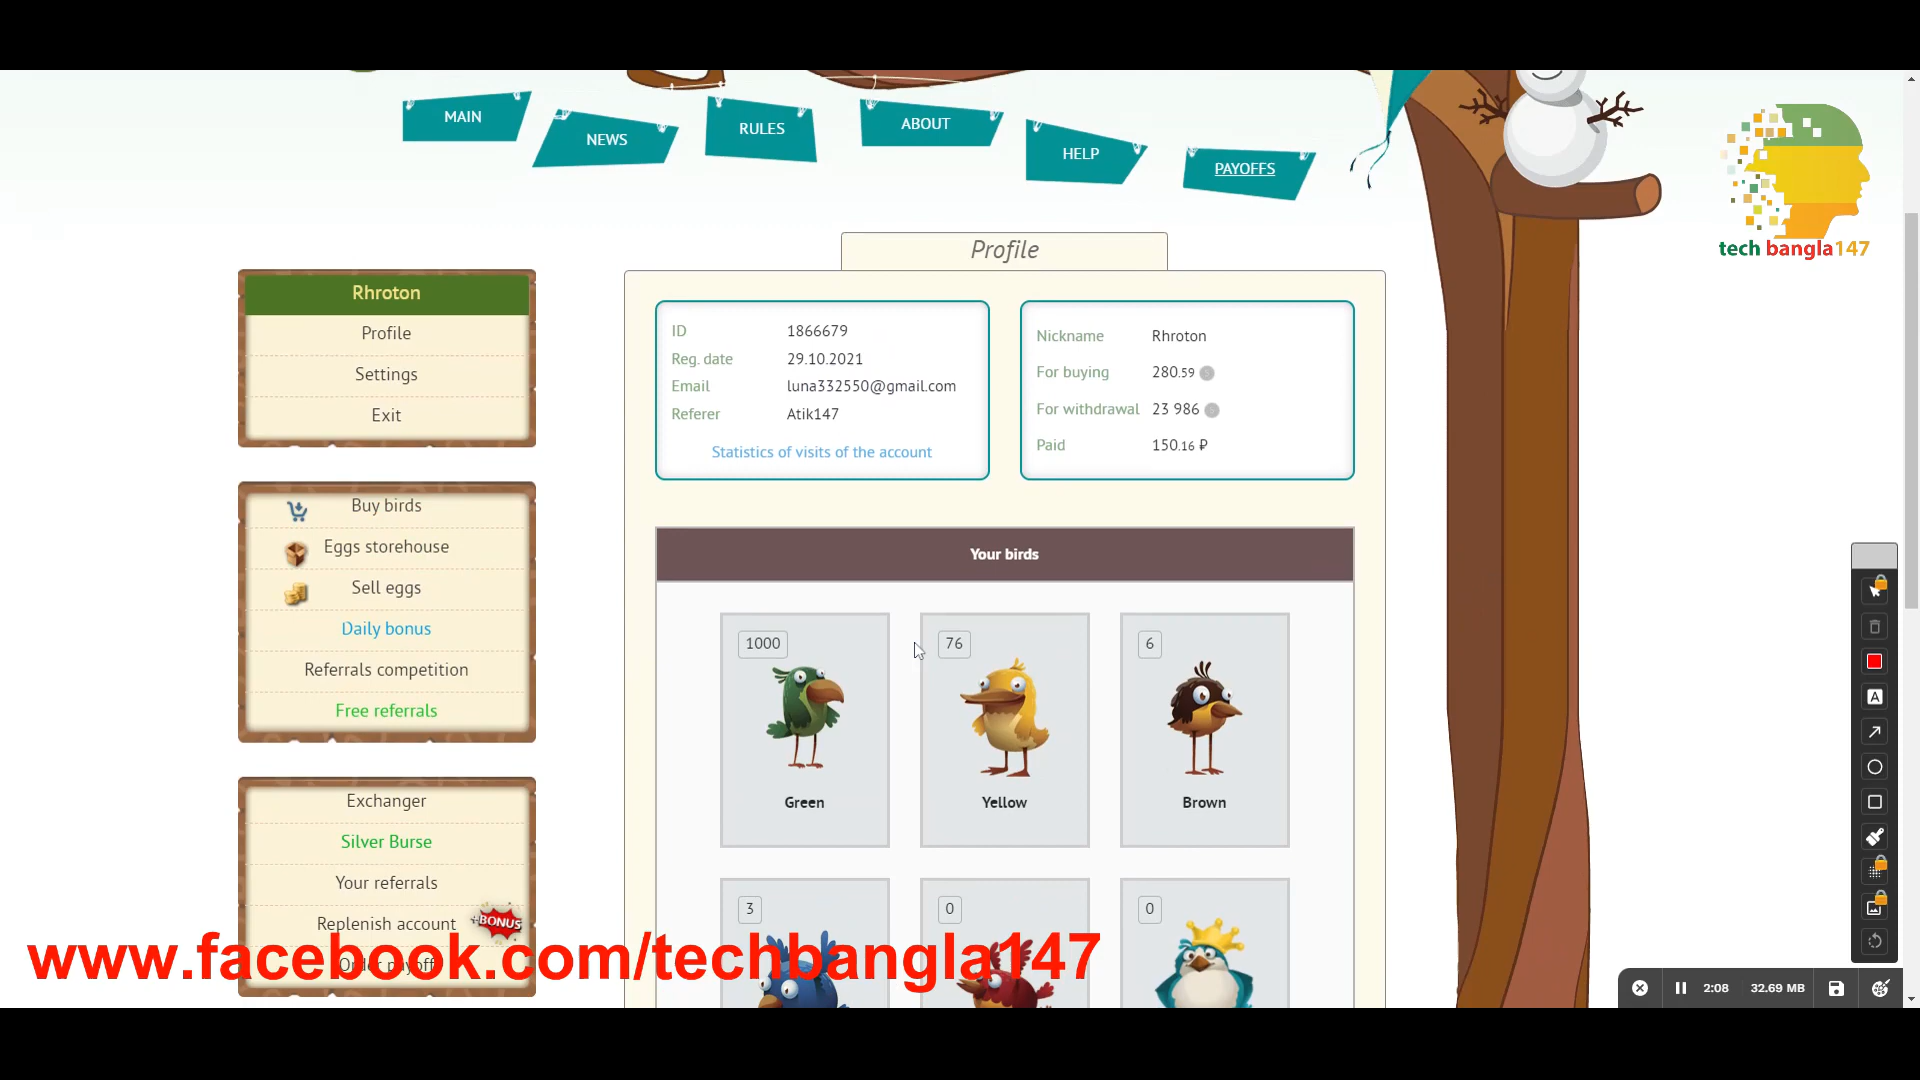 MAIN
NEWS
RULES
ABOUT
HELP
PAYOFFS
tech bangla147
Profile
Rhroton
Profile
Settings
Exit
ID 1866679
Reg. date 29.10.2021
Email luna332550@gmail.com
Referer Atik147
Statistics of visits of the account
Nickname Rhroton
For buying 280.59
For withdrawal 23 986
Paid 150.16 ₽
Buy birds
Eggs storehouse
Sell eggs
Daily bonus
Referrals competition
Free referrals
Your birds
1000
76
6
Green
Yellow
Brown
3
0
0
Exchanger
Silver Burse
Your referrals
Replenish account
+BONUS
Order payoff
www.facebook.com/techbangla147
A
2:08
32.69 MB